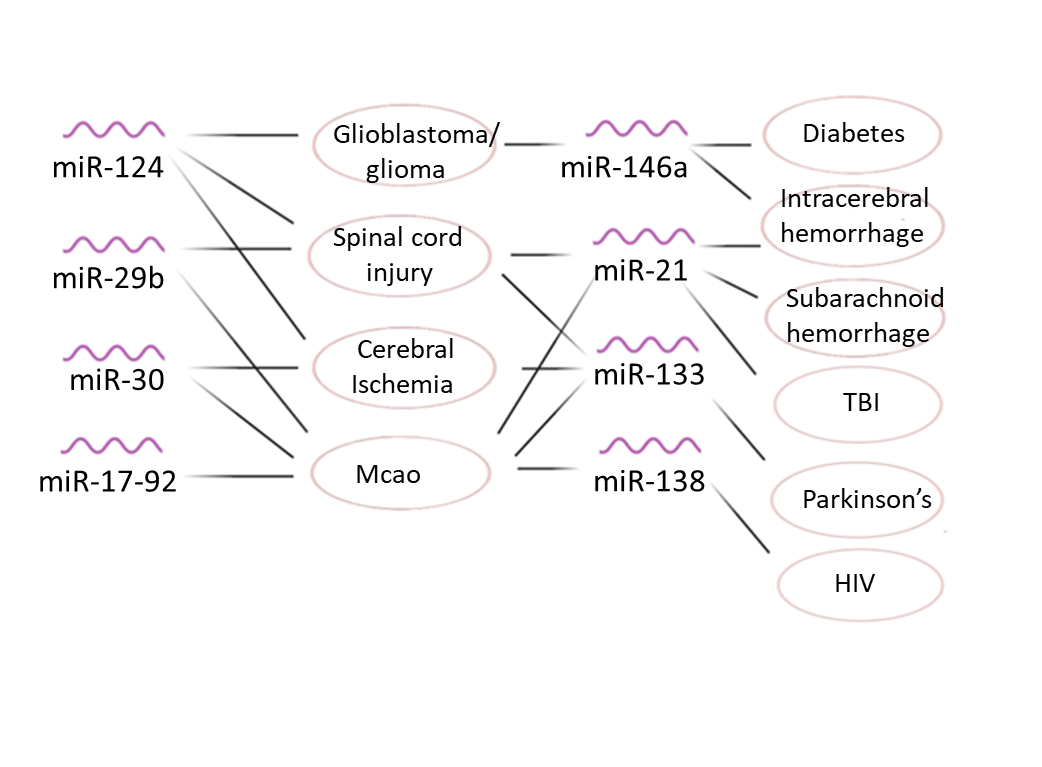 miR-124
miR-29b
miR-30
miR-17-92
Glioblastoma/
glioma
Spinal cord
injury
Cerebral
Ischemia
Mcao
miR-146a
miR-21
miR-133
miR-138
Diabetes
Intracerebral
hemorrhage
Subarachnoid
hemorrhage
TBI
Parkinson’s
HIV